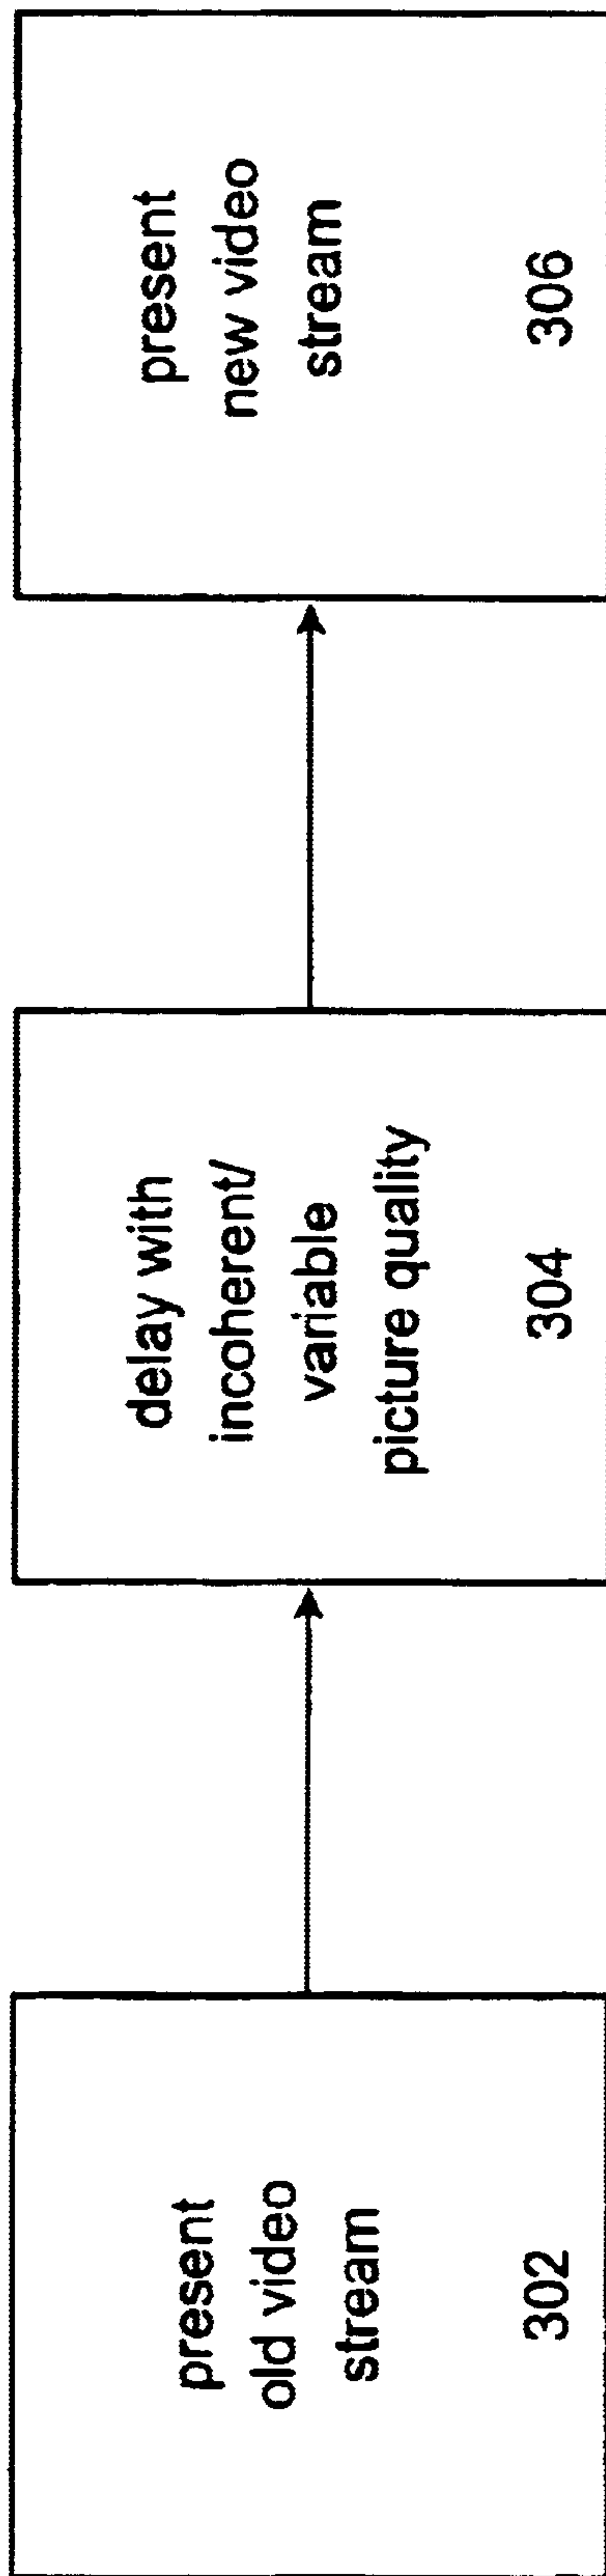 present
old video
stream
302
delay with
incoherent/
variable
picture quality
304
present
new video
stream
306